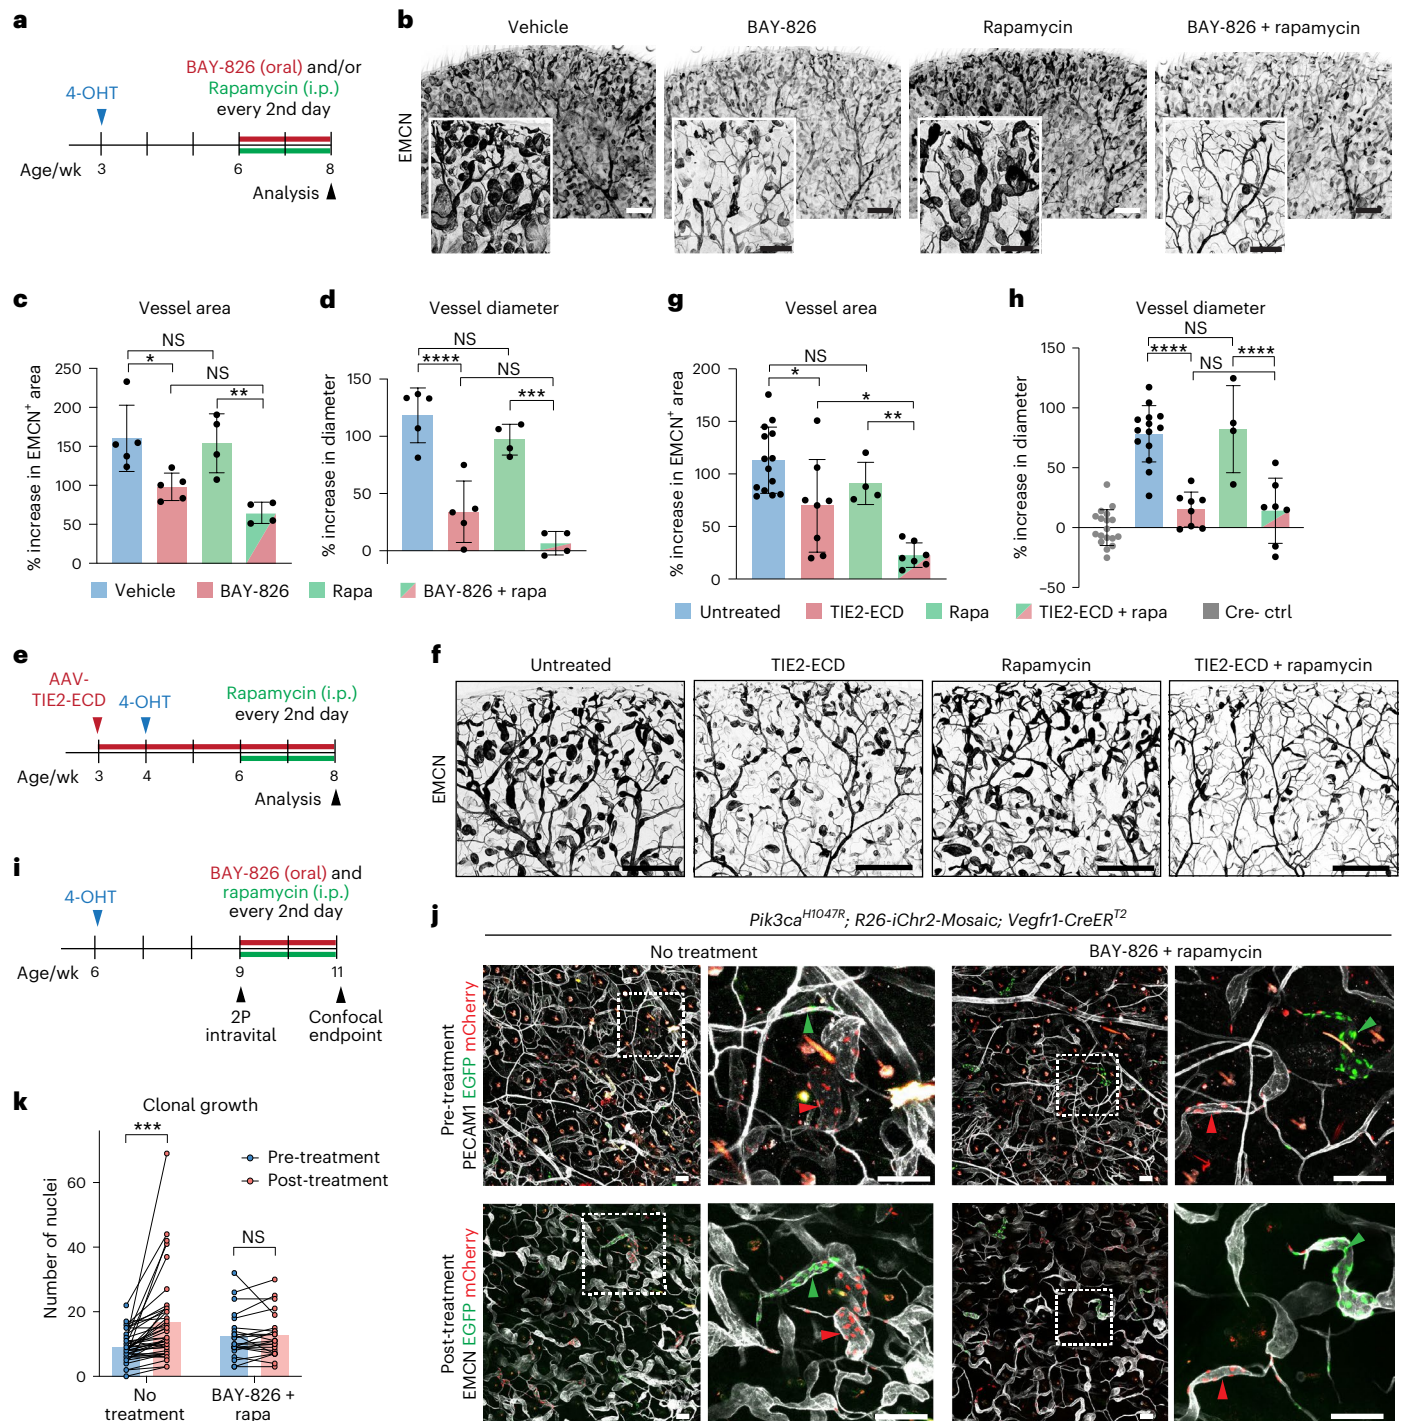 a
4-OHT
BAY-826 (oral) and/or
Rapamycin (i.p.)
every 2nd day
Age/wk 3 6 8
Analysis
b
Vehicle BAY-826 Rapamycin BAY-826 + rapamycin
EMCN
c
Vessel area
% increase in EMCN+ area
250
200
150
100
50
0
NS
*
NS
**
d
Vessel diameter
% increase in diameter
150
100
50
0
NS
****
NS
***
Vehicle BAY-826 Rapa BAY-826 + rapa
g
Vessel area
% increase in EMCN+ area
200
150
100
50
0
NS
*
*
**
h
Vessel diameter
% increase in diameter
150
100
50
0
−50
NS
****
****
NS
Untreated TIE2-ECD Rapa TIE2-ECD + rapa Cre- ctrl
e
AAV-
TIE2-ECD
4-OHT
Rapamycin (i.p.)
every 2nd day
Age/wk 3 4 6 8
Analysis
f
Untreated TIE2-ECD Rapamycin TIE2-ECD + rapamycin
EMCN
i
4-OHT
BAY-826 (oral) and
rapamycin (i.p.)
every 2nd day
Age/wk 6 9 11
2P
intravital
Confocal
endpoint
j
Pik3caH1047R; R26-iChr2-Mosaic; Vegfr1-CreERT2
No treatment BAY-826 + rapamycin
Pre-treatment
PECAM1 EGFP mCherry
Post-treatment
EMCN EGFP mCherry
k
Clonal growth
Number of nuclei
60
40
20
0
***
NS
Pre-treatment
Post-treatment
No
treatment
BAY-826 +
rapa